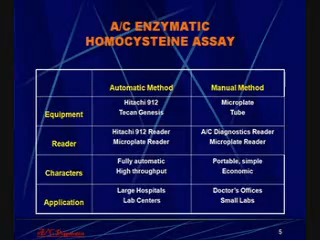 A/C ENZYMATIC
HOMOCYSTEINE ASSAY
Automatic Method Manual Method
Equipment
Hitachi 912
Tecan Genesis
Microplate
Tube
Reader
Hitachi 912 Reader
Microplate Reader
A/C Diagnostics Reader
Microplate Reader
Characters
Fully automatic
High throughput
Portable, simple
Economic
Application
Large Hospitals
Lab Centers
Doctor's Offices
Small Labs
5